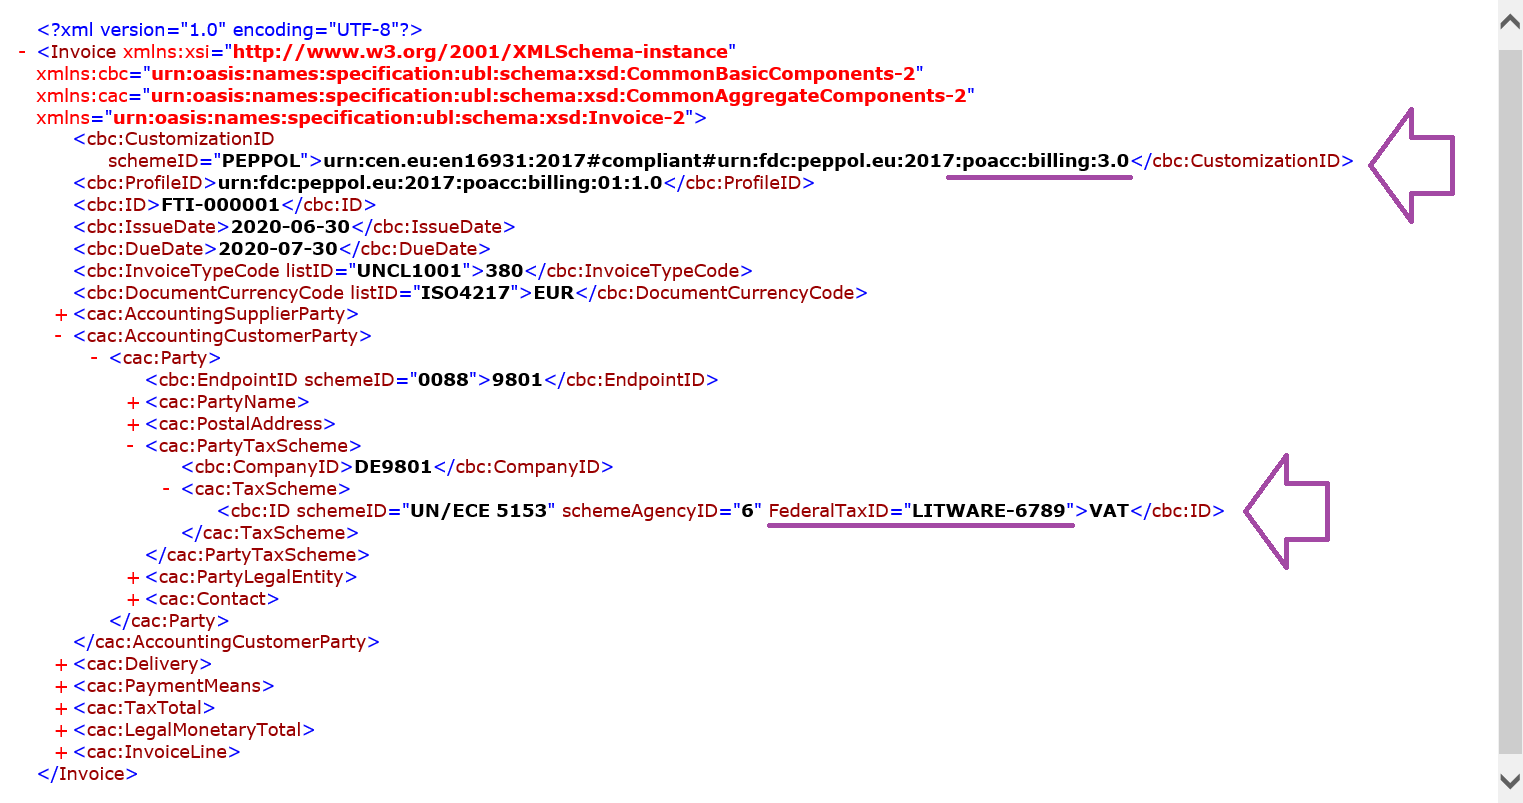 <?xml version="1.0" encoding="UTF-8"?>
- <Invoice xmlns:xsi="http://www.w3.org/2001/XMLSchema-instance"
xmlns:cbc="urn:oasis:names:specification:ubl:schema:xsd:CommonBasicComponents-2"
xmlns:cac="urn:oasis:names:specification:ubl:schema:xsd:CommonAggregateComponents-2"
xmlns="urn:oasis:names:specification:ubl:schema:xsd:Invoice-2">
<cbc:CustomizationID
schemeID="PEPPOL">urn:cen.eu:en16931:2017#compliant#urn:fdc:peppol.eu:2017:poacc:billing:3.0</cbc:CustomizationID>
<cbc:ProfileID>urn:fdc:peppol.eu:2017:poacc:billing:01:1.0</cbc:ProfileID>
<cbc:ID>FTI-000001</cbc:ID>
<cbc:IssueDate>2020-06-30</cbc:IssueDate>
<cbc:DueDate>2020-07-30</cbc:DueDate>
<cbc:InvoiceTypeCode listID="UNCL1001">380</cbc:InvoiceTypeCode>
<cbc:DocumentCurrencyCode listID="ISO4217">EUR</cbc:DocumentCurrencyCode>
+ <cac:AccountingSupplierParty>
- <cac:AccountingCustomerParty>
- <cac:Party>
<cbc:EndpointID schemeID="0088">9801</cbc:EndpointID>
+ <cac:PartyName>
+ <cac:PostalAddress>
- <cac:PartyTaxScheme>
<cbc:CompanyID>DE9801</cbc:CompanyID>
- <cac:TaxScheme>
<cbc:ID schemeID="UN/ECE 5153" schemeAgencyID="6" FederalTaxID="LITWARE-6789">VAT</cbc:ID>
</cac:TaxScheme>
</cac:PartyTaxScheme>
+ <cac:PartyLegalEntity>
+ <cac:Contact>
</cac:Party>
</cac:AccountingCustomerParty>
+ <cac:Delivery>
+ <cac:PaymentMeans>
+ <cac:TaxTotal>
+ <cac:LegalMonetaryTotal>
+ <cac:InvoiceLine>
</Invoice>